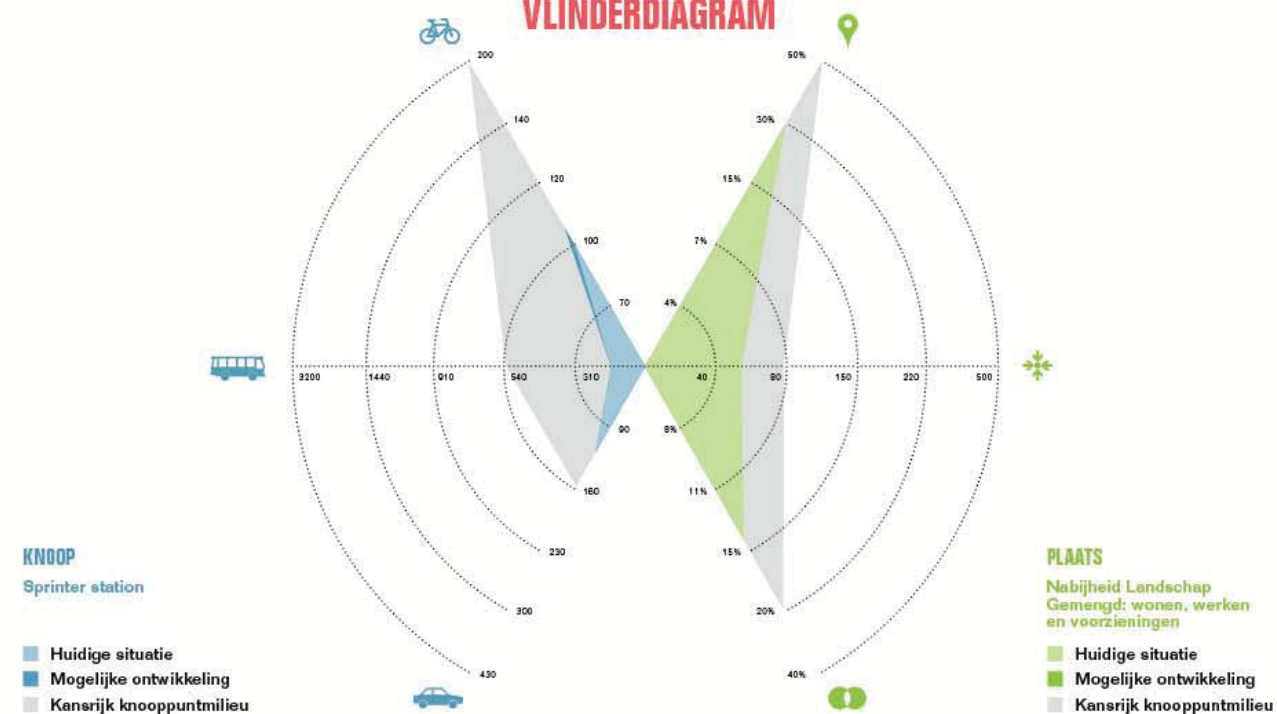 VLINDERDIAGRAM
200
50%
140
30%
120
15%
100
7%
70
4%
3200
1440
910
540
310
40
90
150
220
500
90
8%
160
11%
230
15%
300
20%
430
40%
KNOOP
Sprinter station
Huidige situatie
Mogelijke ontwikkeling
Kansrijk knooppuntmilieu
PLAATS
Nabijheid Landschap
Gemengd: wonen, werken
en voorzieningen
Huidige situatie
Mogelijke ontwikkeling
Kansrijk knooppuntmilieu